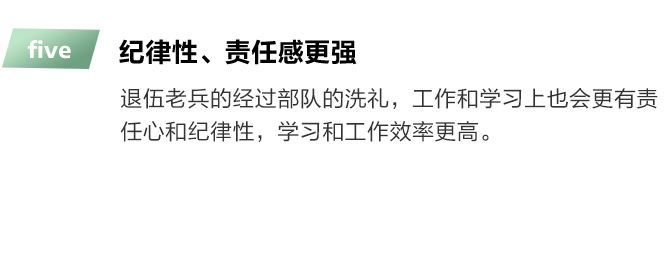 five
纪律性、责任感更强
退伍老兵的经过部队的洗礼，工作和学习上也会更有责
任心和纪律性，学习和工作效率更高。